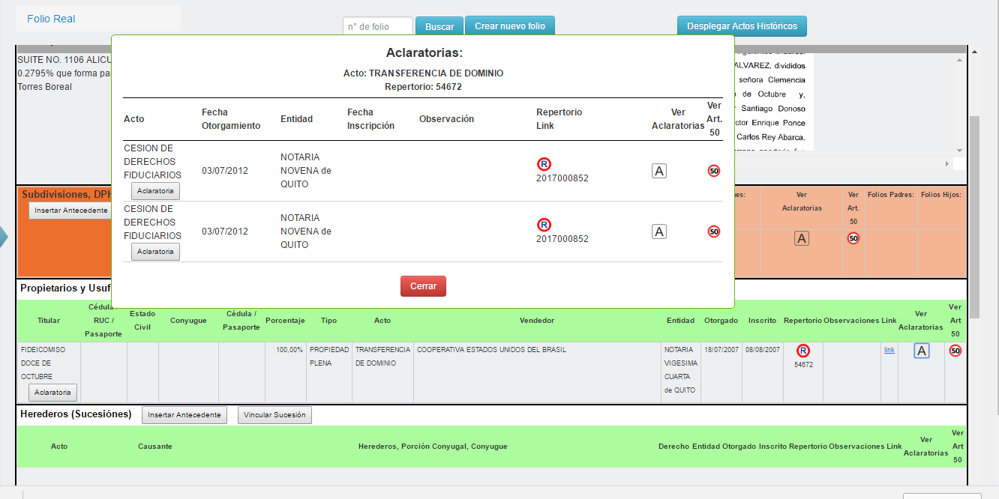 Folio Real
n° de folio
Buscar
Crear nuevo folio
Desplegar Actos Históricos
SUITE NO. 1106 ALICU
0.2795% que forma pa
Torres Boreal
ALVAREZ, divididos
señora Clemencia
de Octubre y,
Santiago Donoso
ctor Enrique Ponce
Carlos Rey Abarca.
Aclaratorias:
Acto: TRANSFERENCIA DE DOMINIO
Repertorio: 54672
Acto
Fecha
Otorgamiento
Entidad
Fecha
Inscripción
Observación
Repertorio
Link
Ver
Aclaratorias
Ver
Art.
50
CESION DE
DERECHOS
FIDUCIARIOS
Aclaratoria
03/07/2012
NOTARIA
NOVENA de
QUITO
R
2017000852
A
50
CESION DE
DERECHOS
FIDUCIARIOS
Aclaratoria
03/07/2012
NOTARIA
NOVENA de
QUITO
R
2017000852
A
50
Cerrar
Subdivisiones, DPH
Insertar Antecedente
es:
Ver
Aclaratorias
Ver
Art.
50
Folios Padres:
Folios Hijos:
A
50
Propietarios y Usuf
Titular
Cédula /
RUC /
Pasaporte
Estado
Civil
Conyugue
Cédula /
Pasaporte
Porcentaje
Tipo
Acto
Vendedor
Entidad
Otorgado
Inscrito
Repertorio
Observaciones
Link
Ver
Aclaratorias
Ver
Art
50
FIDEICOMISO
DOCE DE
OCTUBRE
Aclaratoria
100,00%
PROPIEDAD
PLENA
TRANSFERENCIA
DE DOMINIO
COOPERATIVA ESTADOS UNIDOS DEL BRASIL
NOTARIA
VIGESIMA
CUARTA
de QUITO
18/07/2007
08/08/2007
R
54672
link
A
50
Herederos (Sucesiónes)
Insertar Antecedente
Vincular Sucesión
Acto
Causante
Herederos, Porción Conyugal, Conyugue
Derecho
Entidad
Otorgado
Inscrito
Repertorio
Observaciones
Link
Ver
Aclaratorias
Ver
Art
50